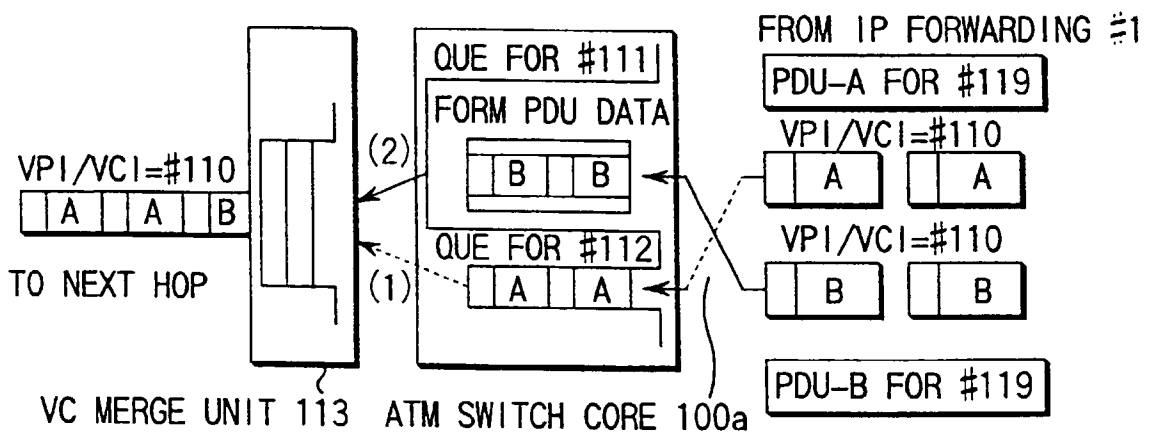 FROM IP FORWARDING #1
QUE FOR #111
PDU-A FOR #119
FORM PDU DATA
VPI/VCI=#110
A A
(2)
B B
VPI/VCI=#110
A A B
VPI/VCI=#110
QUE FOR #112
TO NEXT HOP
(1)
A A
B B
PDU-B FOR #119
VC MERGE UNIT 113
ATM SWITCH CORE 100a